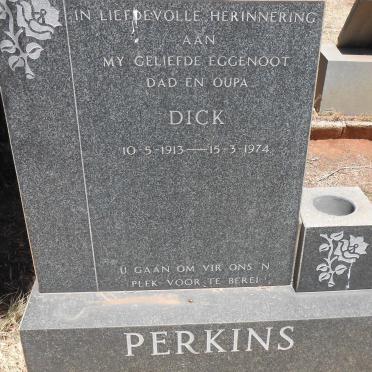 IN LIEFDEVOLLE HERINNERING
AAN
MY GELIEFDE EGGENOOT
DAD EN OUPA
DICK
10-5-1913—15-3-1974
U GAAN OM VIR ONS 'N
PLEK VOOR TE BEREI
PERKINS